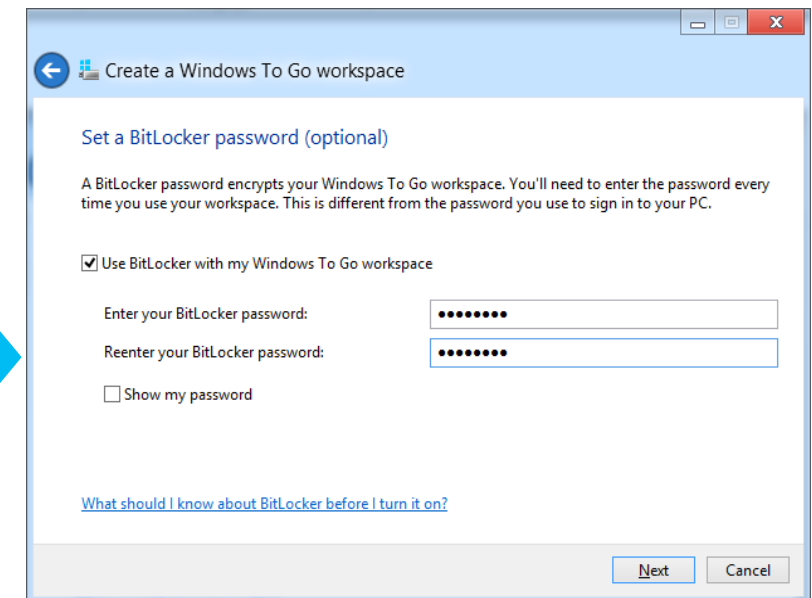 Create a Windows To Go workspace
Set a BitLocker password (optional)
A BitLocker password encrypts your Windows To Go workspace. You'll need to enter the password every
time you use your workspace. This is different from the password you use to sign in to your PC.
Use BitLocker with my Windows To Go workspace
Enter your BitLocker password: ••••••••
Reenter your BitLocker password: ••••••••
Show my password
What should I know about BitLocker before I turn it on?
Next Cancel